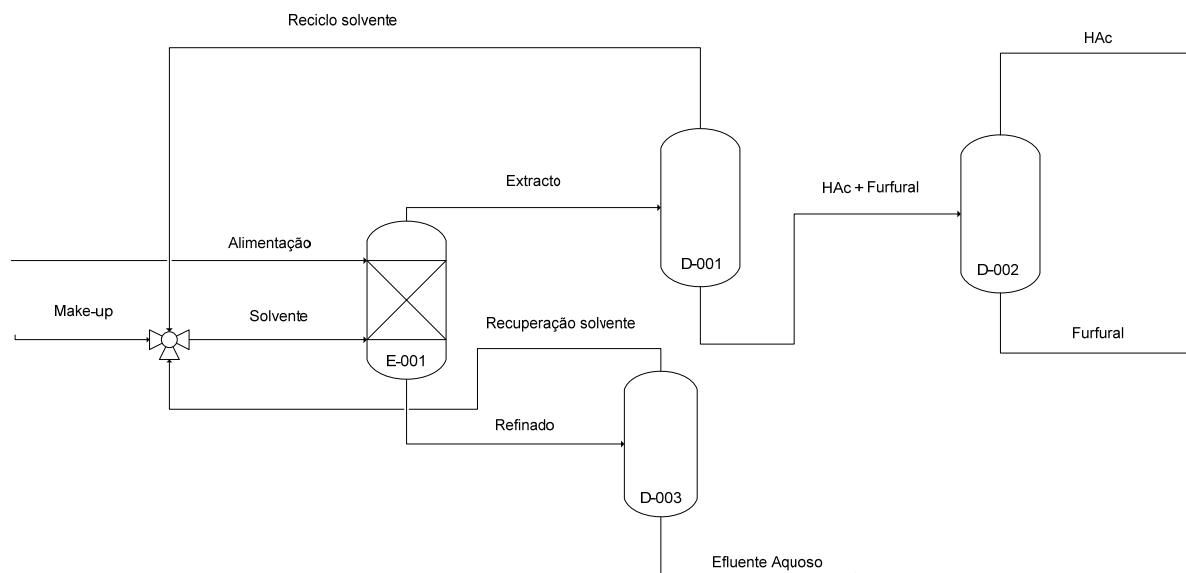 Reciclo solvente
HAc
Extracto
HAc + Furfural
Alimentação
D-001
D-002
Make-up
Solvente
Recuperação solvente
Furfural
E-001
Refinado
D-003
Efluente Aquoso